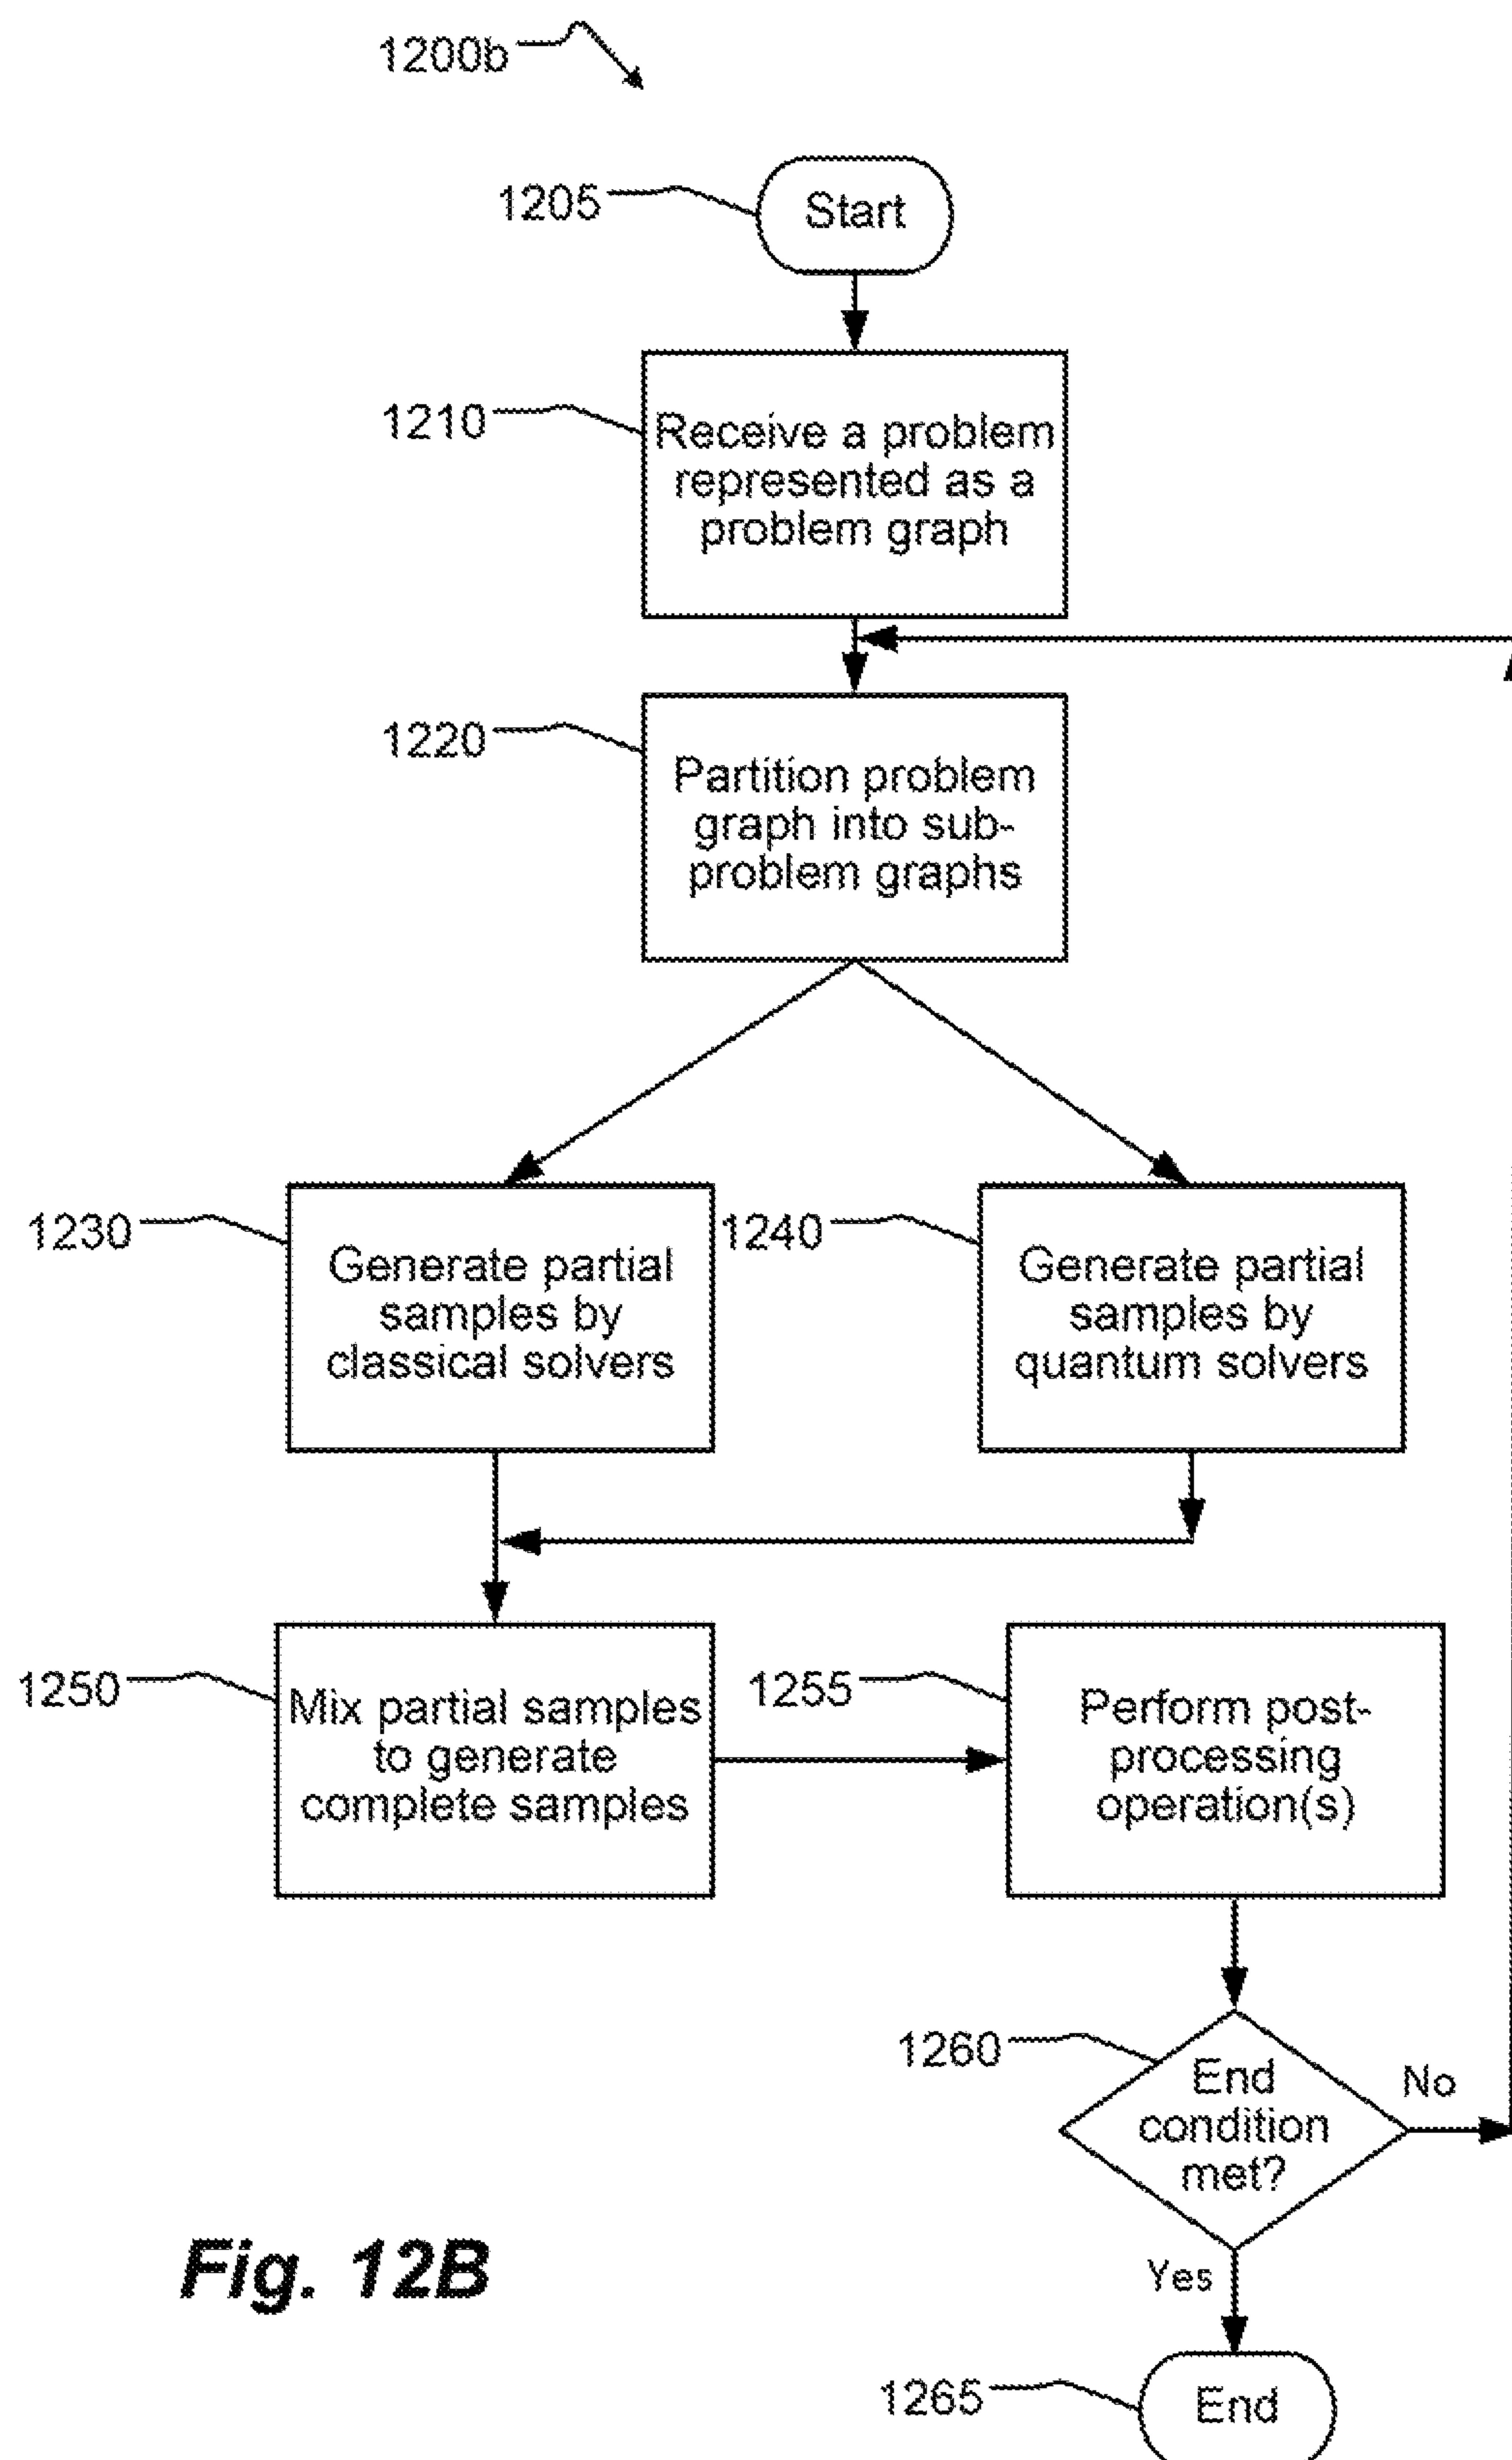 1200b
1205
Start
1210
Receive a problem
represented as a
problem graph
1220
Partition problem
graph into sub-
problem graphs
1230
Generate partial
samples by
classical solvers
1240
Generate partial
samples by
quantum solvers
1250
Mix partial samples
to generate
complete samples
1255
Perform post-
processing
operation(s)
1260
End
condition
met?
No
Yes
1265
End
Fig. 12B